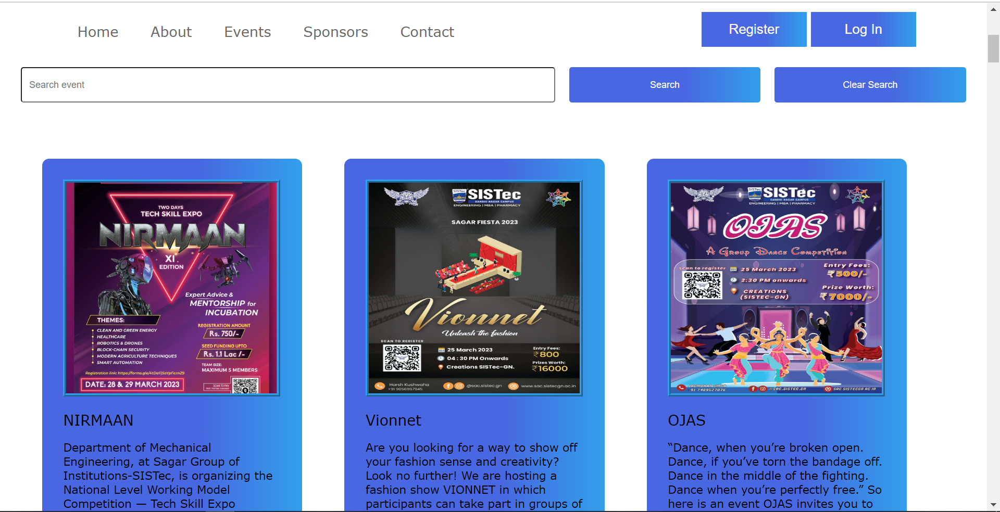 Home About Events Sponsors Contact
Register Log In
Search event Search Clear Search
TWO DAYS
TECH SKILL EXPO
NIRMAAN
XI
EDITION
Expert Advice &
MENTORSHIP for
INCUBATION
THEMES:
CLEAN AND GREEN ENERGY
HEALTHCARE
ROBOTICS & DRONES
BLOCK-CHAIN SECURITY
MODERN AGRICULTURE TECHNIQUES
SMART AUTOMATION
REGISTRATION AMOUNT
Rs. 750/-
SEED FUNDING UPTO
Rs. 1.1 Lac /-
TEAM SIZE:
MAXIMUM 5 MEMBERS
Registration link:
DATE: 28 & 29 MARCH 2023
SCAN TO PAY
NIRMAAN
Department of Mechanical
Engineering, at Sagar Group of
Institutions-SISTec, is organizing the
National Level Working Model
Competition — Tech Skill Expo
SISTec
SISTec
GANDHI NAGAR CAMPUS
ENGINEERING | MBA | PHARMACY
SAGAR FIESTA 2023
Vionnet
Unleash the fashion
SCAN TO REGISTER
25 March 2023
04 : 30 PM Onwards
Creations SISTec-GN.
Entry Fees:
₹800
Prizes Worth:
₹16000
Harsh Kushwaha
+91 9056967945
@sac.sistec.gn
www.sac.sistecgn.ac.in
Vionnet
Are you looking for a way to show off
your fashion sense and creativity?
Look no further! We are hosting a
fashion show VIONNET in which
participants can take part in groups of
SISTec
SISTec
GANDHI NAGAR CAMPUS
ENGINEERING | MBA | PHARMACY
OJAS
A Group Dance Competition
scan to register
25 March 2023
2:30 PM onwards
CREATIONS
(SISTEC-GN)
Entry Fees:
₹500/-
Prize Worth:
₹7000/-
@SAC.SISTEC.GN
SAC SISTECGN AC IN
OJAS
“Dance, when you’re broken open.
Dance, if you’ve torn the bandage off.
Dance in the middle of the fighting.
Dance when you’re perfectly free.” So
here is an event OJAS invites you to